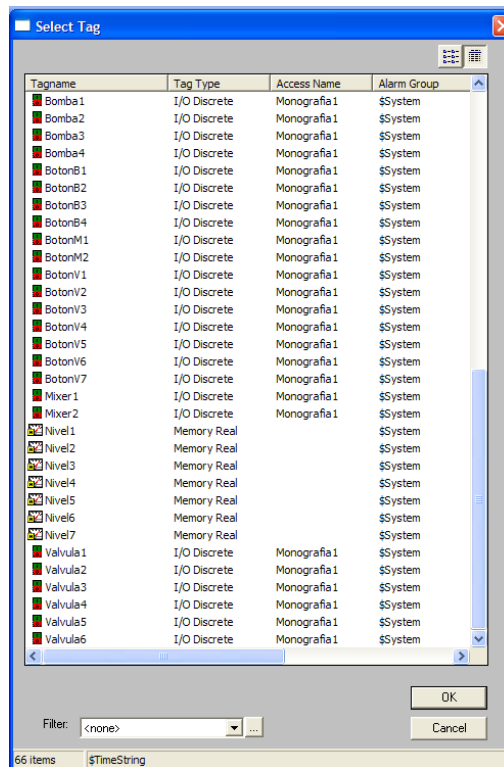 Select Tag
Tagname Tag Type Access Name Alarm Group
Bomba1 I/O Discrete Monografia1 $System
Bomba2 I/O Discrete Monografia1 $System
Bomba3 I/O Discrete Monografia1 $System
Bomba4 I/O Discrete Monografia1 $System
BotonB1 I/O Discrete Monografia1 $System
BotonB2 I/O Discrete Monografia1 $System
BotonB3 I/O Discrete Monografia1 $System
BotonB4 I/O Discrete Monografia1 $System
BotonM1 I/O Discrete Monografia1 $System
BotonM2 I/O Discrete Monografia1 $System
BotonV1 I/O Discrete Monografia1 $System
BotonV2 I/O Discrete Monografia1 $System
BotonV3 I/O Discrete Monografia1 $System
BotonV4 I/O Discrete Monografia1 $System
BotonV5 I/O Discrete Monografia1 $System
BotonV6 I/O Discrete Monografia1 $System
BotonV7 I/O Discrete Monografia1 $System
Mixer1 I/O Discrete Monografia1 $System
Mixer2 I/O Discrete Monografia1 $System
Nivel1 Memory Real $System
Nivel2 Memory Real $System
Nivel3 Memory Real $System
Nivel4 Memory Real $System
Nivel5 Memory Real $System
Nivel6 Memory Real $System
Nivel7 Memory Real $System
Valvula1 I/O Discrete Monografia1 $System
Valvula2 I/O Discrete Monografia1 $System
Valvula3 I/O Discrete Monografia1 $System
Valvula4 I/O Discrete Monografia1 $System
Valvula5 I/O Discrete Monografia1 $System
Valvula6 I/O Discrete Monografia1 $System
OK
Filter: <none> ... Cancel
66 items $TimeString